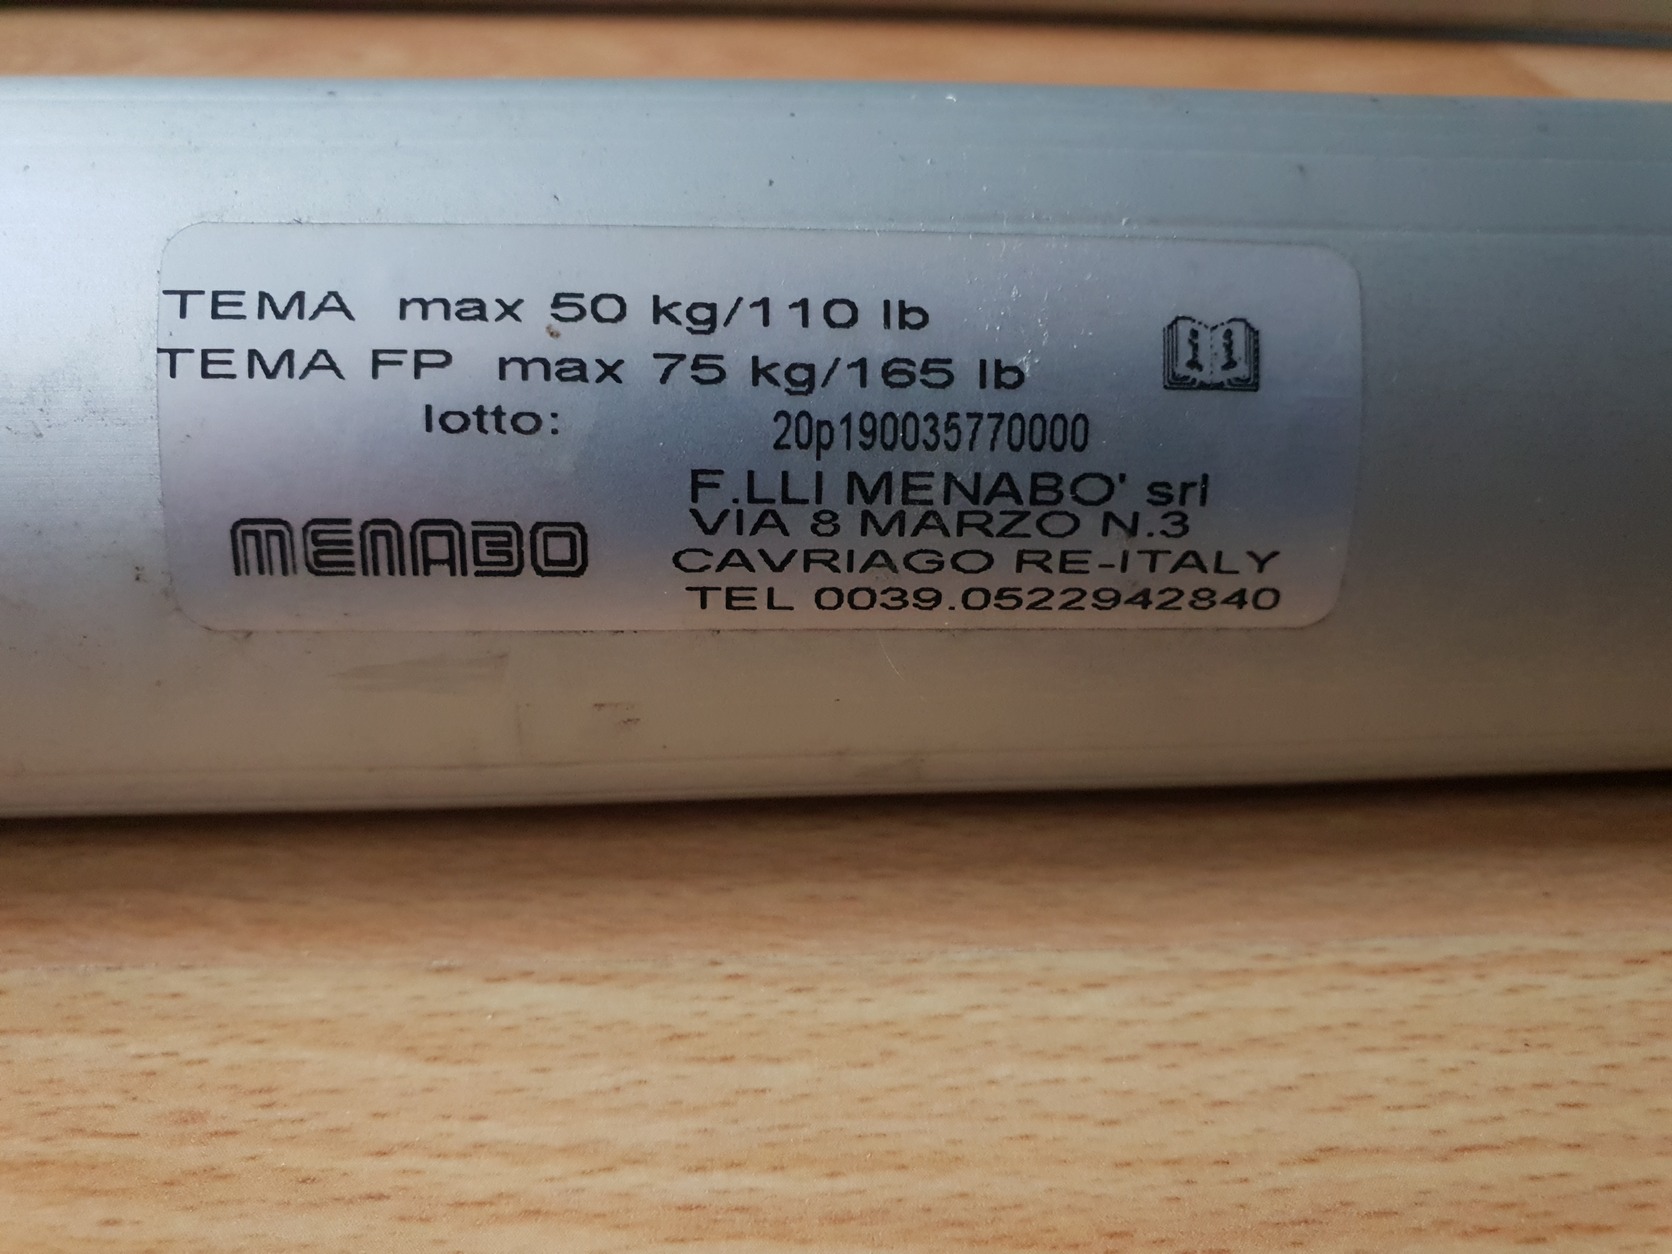 TEMA max 50 kg/110 lb
TEMA FP max 75 kg/165 lb
lotto: 20p190035770000
F.LLI MENABO' srl
VIA 8 MARZO N.3
MENABO
CAVRIAGO RE-ITALY
TEL 0039.0522942840